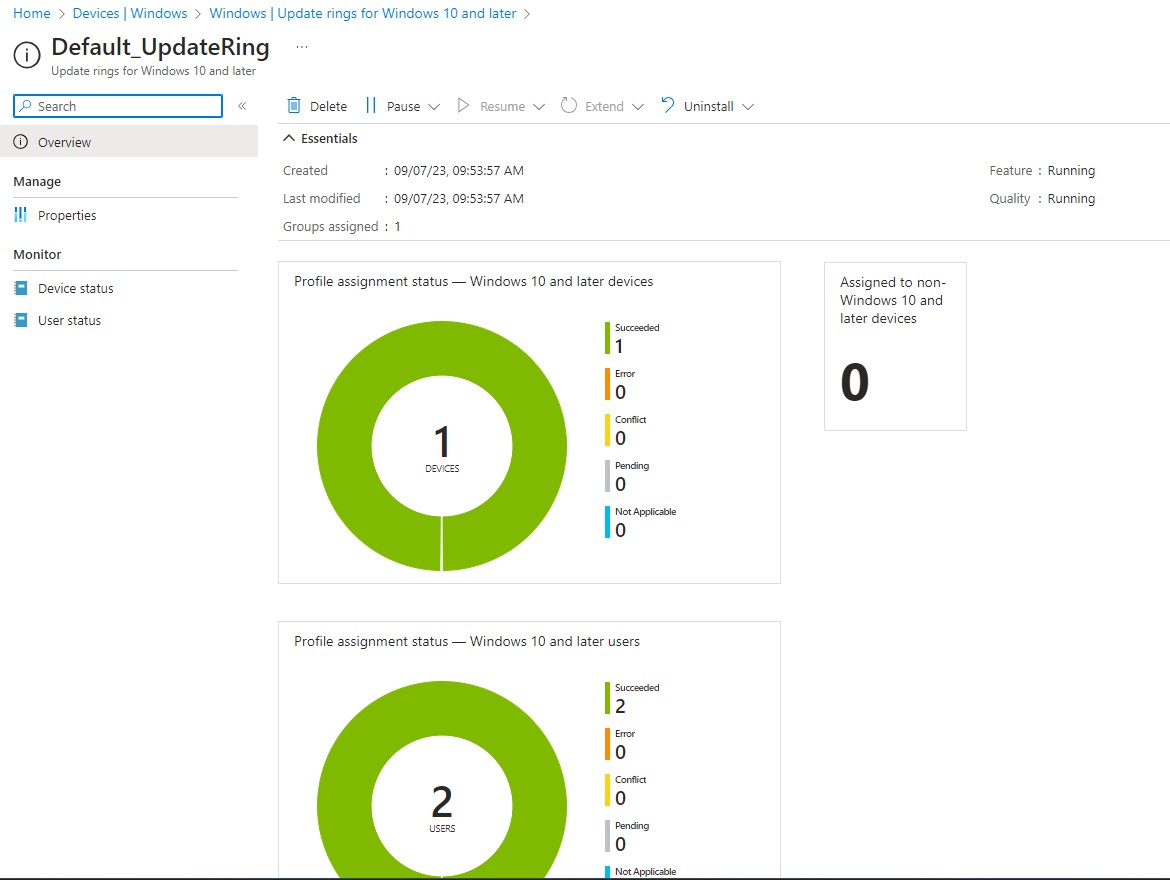 Home > Devices | Windows > Windows | Update rings for Windows 10 and later >
Default_UpdateRing ...
Update rings for Windows 10 and later
Search «
Overview
Manage
Properties
Monitor
Device status
User status
Delete Pause Resume Extend Uninstall
Essentials
Created : 09/07/23, 09:53:57 AM
Last modified : 09/07/23, 09:53:57 AM
Groups assigned : 1
Feature : Running
Quality : Running
Profile assignment status — Windows 10 and later devices
1
DEVICES
Succeeded
1
Error
0
Conflict
0
Pending
0
Not Applicable
0
Assigned to non-
Windows 10 and
later devices
0
Profile assignment status — Windows 10 and later users
2
USERS
Succeeded
2
Error
0
Conflict
0
Pending
0
Not Applicable